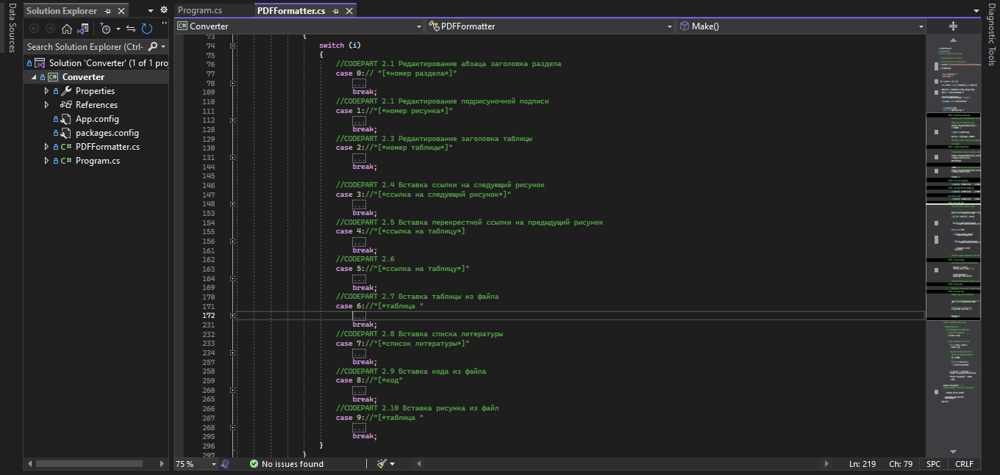 Data Sources
Solution Explorer
Search Solution Explorer (Ctrl-
Solution 'Converter' (1 of 1 proj
Converter
Properties
References
App.config
packages.config
C# PDFFormatter.cs
C# Program.cs
Program.cs PDFFormatter.cs
C# Converter PDFFormatter Make()
73 {
74 switch (i)
75 {
76 //CODEPART 2.1 Редактирование абзаца заголовка раздела
77 case 0:// "[*номер раздела*]"
78 ...
109 break;
110 //CODEPART 2.1 Редактирование подрисуночной подписи
111 case 1://"[*номер рисунка*]"
112 ...
128 break;
129 //CODEPART 2.3 Редактирование заголовка таблицы
130 case 2://"[*номер таблицы*]"
131 ...
144 break;
145
146 //CODEPART 2.4 Вставка ссылки на следующий рисунок
147 case 3://"[*ссылка на следующий рисунок*]"
148 ...
153 break;
154 //CODEPART 2.5 Вставка перекрестной ссылки на предыдущий рисунок
155 case 4://"[*ссылка на таблицу*]
156 ...
161 break;
162 //CODEPART 2.6
163 case 5://"[*ссылка на таблицу*]"
164 ...
169 break;
170 //CODEPART 2.7 Вставка таблицы из файла
171 case 6://"[*таблица "
172 ...
231 break;
232 //CODEPART 2.8 Вставка списка литературы
233 case 7://"[*список литературы*]"
234 ...
257 break;
258 //CODEPART 2.9 Вставка кода из файла
259 case 8://"[*код"
260 ...
265 break;
266 //CODEPART 2.10 Вставка рисунка из файл
267 case 9://"[*таблица "
268 ...
295 break;
296 }
297 }
75 % No issues found Ln: 219 Ch: 79 SPC CRLF
Diagnostic Tools